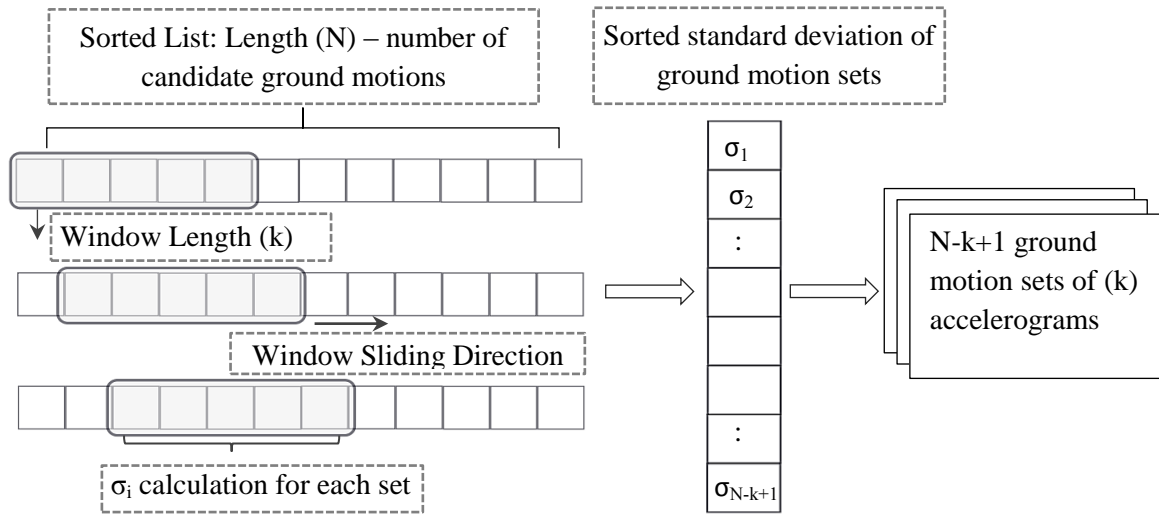 Sorted List: Length (N) – number of
candidate ground motions
Sorted standard deviation of
ground motion sets
Window Length (k)
Window Sliding Direction
σi calculation for each set
σ1
σ2
:
:
σN-k+1
N-k+1 ground
motion sets of (k)
accelerograms